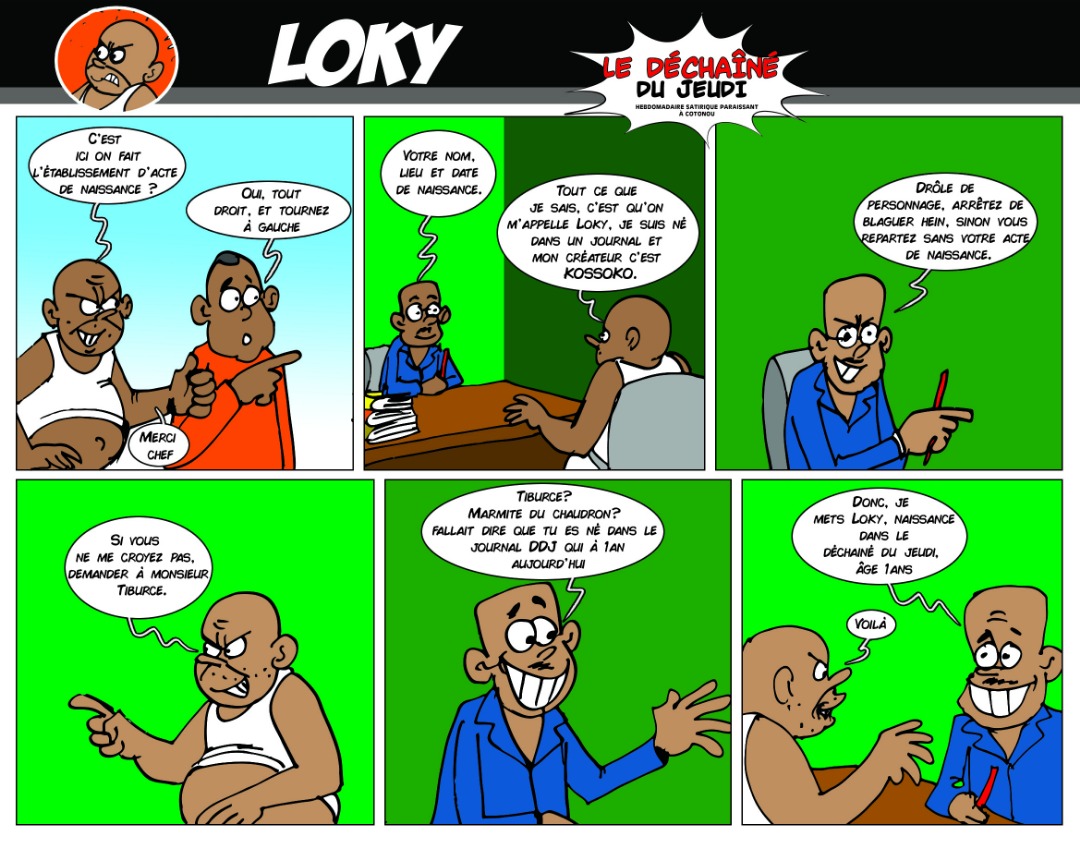 LOKY
LE DÉCHAÎNÉ
DU JEUDI
HEBDOMADAIRE SATIRIQUE PARAISSANT
À COTONOU
C'EST
ICI ON FAIT
L'ÉTABLISSEMENT D'ACTE
DE NAISSANCE ?
OUI, TOUT
DROIT, ET TOURNEZ
À GAUCHE
MERCI
CHEF
VOTRE NOM,
LIEU ET DATE
DE NAISSANCE.
TOUT CE QUE
JE SAIS, C'EST QU'ON
M'APPELLE LOKY, JE SUIS NÉ
DANS UN JOURNAL ET
MON CRÉATEUR C'EST
KOSSOKO.
DRÔLE DE
PERSONNAGE, ARRÊTEZ DE
BLAGUER HEIN, SINON VOUS
REPARTEZ SANS VOTRE ACTE
DE NAISSANCE.
SI VOUS
NE ME CROYEZ PAS,
DEMANDER À MONSIEUR
TIBURCE.
TIBURCE?
MARMITE DU CHAUDRON?
FALLAIT DIRE QUE TU ES NÉ DANS LE
JOURNAL DDJ QUI À 1AN
AUJOURD'HUI
DONC, JE
METS LOKY, NAISSANCE
DANS LE
DÉCHAINÉ DU JEUDI,
ÂGE 1ANS
VOILÀ